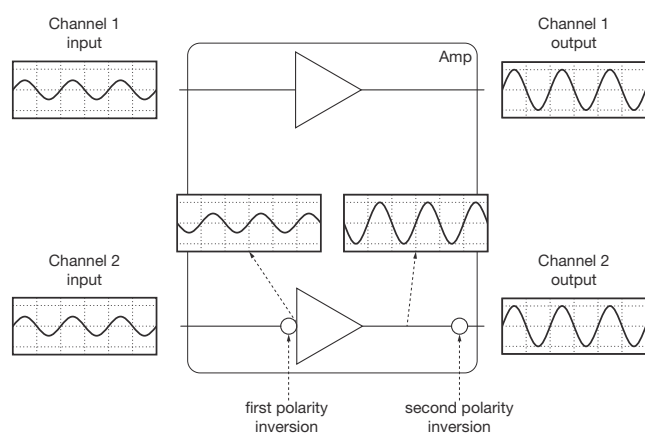 Channel 1
input
Amp
Channel 1
output
Channel 2
input
Channel 2
output
first polarity
inversion
second polarity
inversion